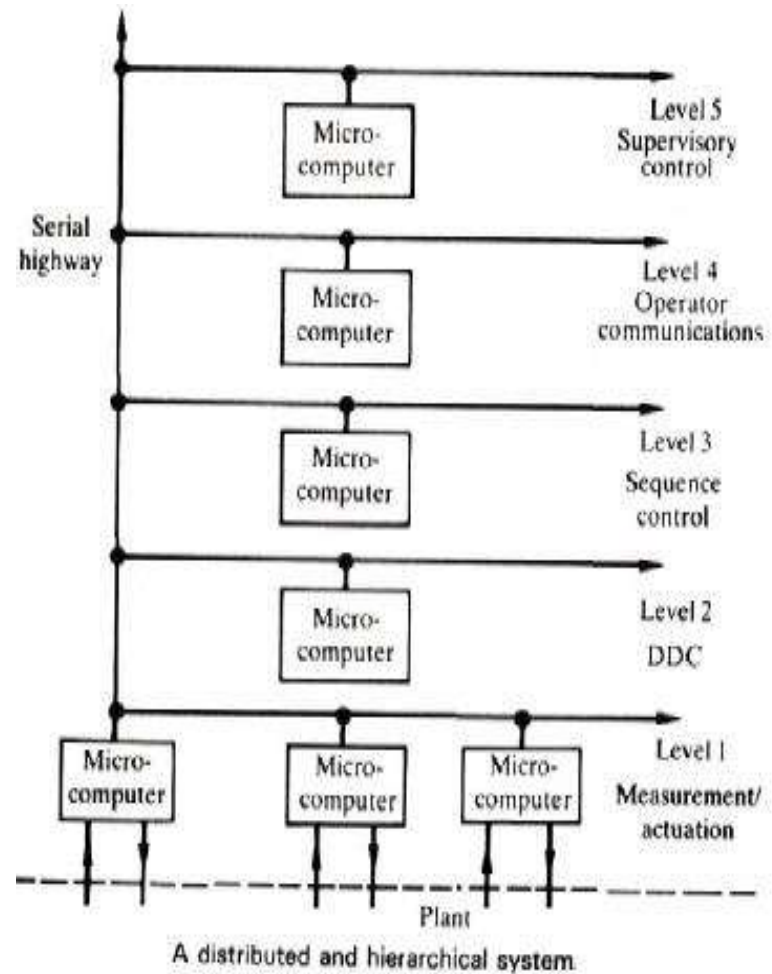 Micro-
computer
Level 5
Supervisory
control
Serial
highway
Micro-
computer
Level 4
Operator
communications
Micro-
computer
Level 3
Sequence
control
Micro-
computer
Level 2
DDC
Micro-
computer
Micro-
computer
Micro-
computer
Level 1
Measurement/
actuation
Plant
A distributed and hierarchical system